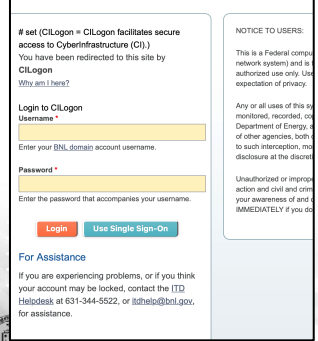 # set (CILogon = CILogon facilitates secure
access to CyberInfrastructure (CI).)
You have been redirected to this site by
CILogon
Why am I here?
Login to CILogon
Username *
Enter your BNL domain account username.
Password *
Enter the password that accompanies your username.
Login
Use Single Sign-On
For Assistance
If you are experiencing problems, or if you think
your account may be locked, contact the ITD
Helpdesk at 631-344-5522, or itdhelp@bnl.gov,
for assistance.
NOTICE TO USERS:
This is a Federal compu
network system) and is
authorized use only. Use
expectation of privacy.
Any or all uses of this sy
monitored, recorded, co
Department of Energy, a
of other agencies, both
to such interception, mo
disclosure at the discreti
Unauthorized or imprope
action and civil and crim
your awareness of and
IMMEDIATELY if you do